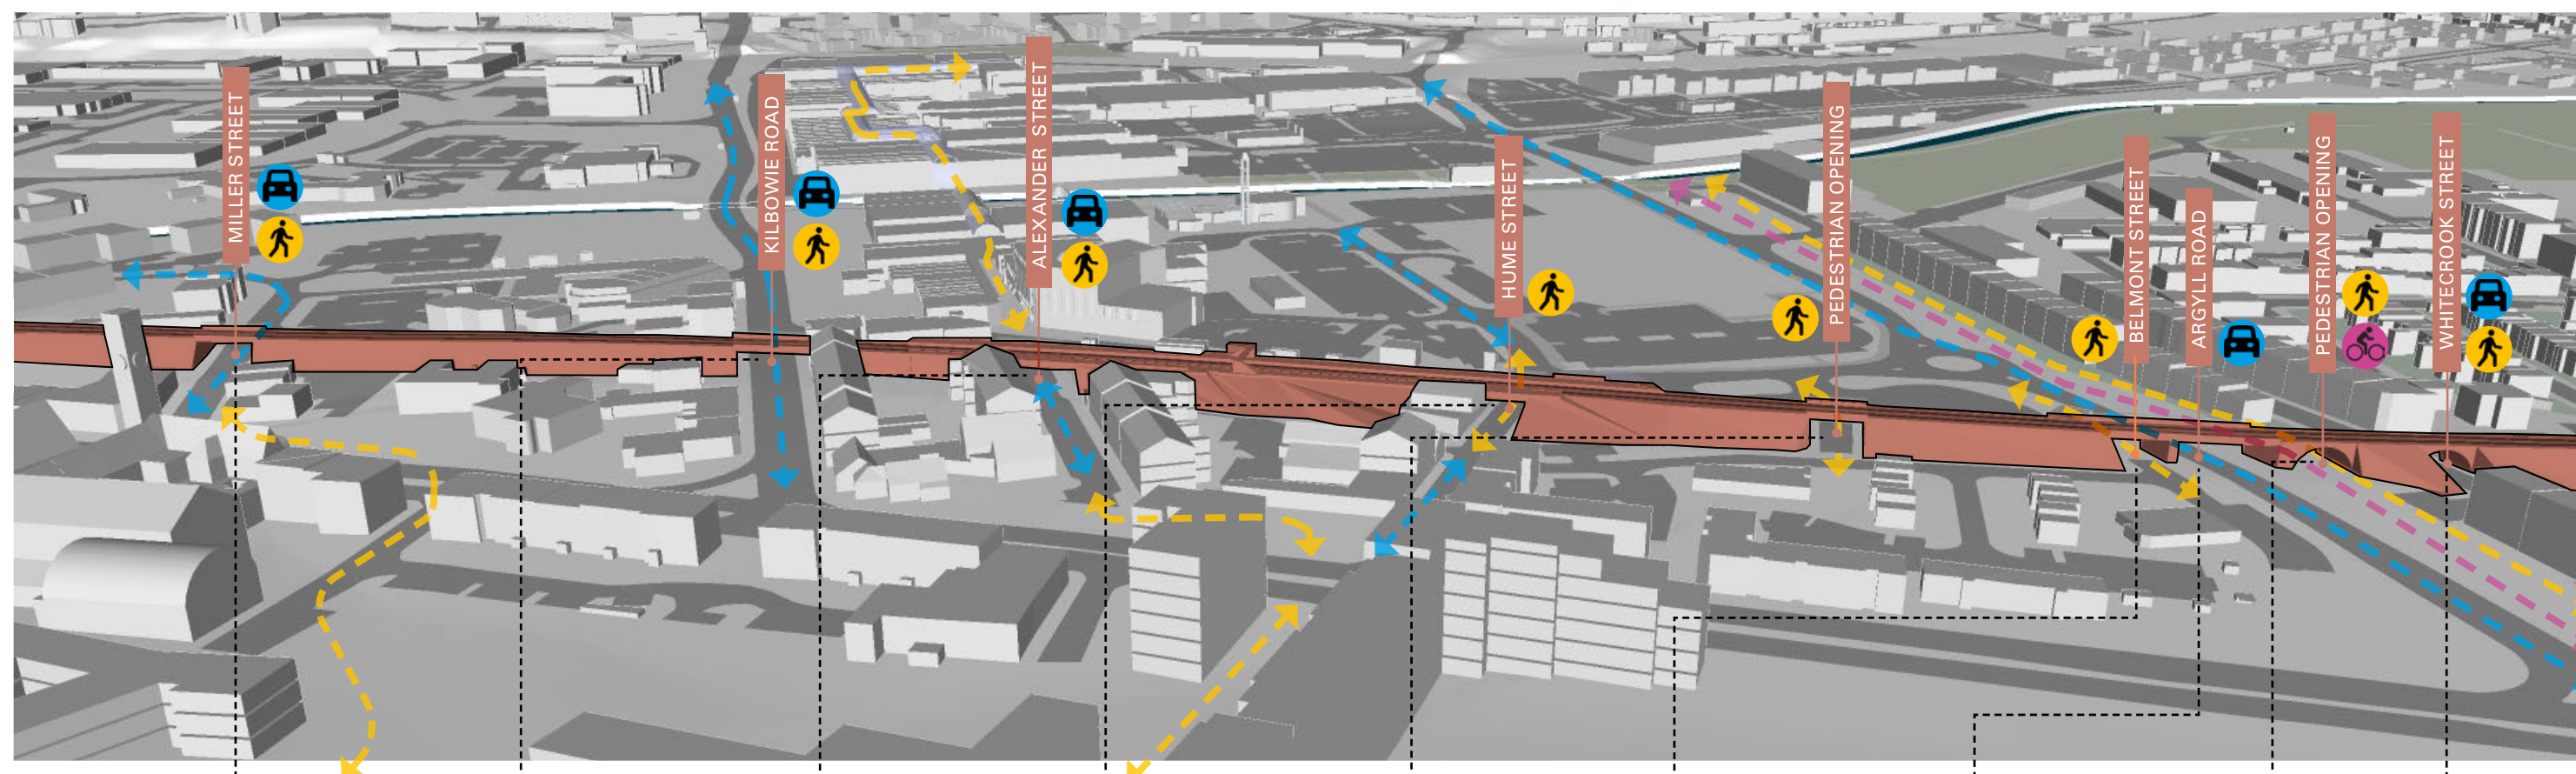 MILLER STREET
KILBOWIE ROAD
ALEXANDER STREET
HUME STREET
PEDESTRIAN OPENING
BELMONT STREET
ARGYLL ROAD
PEDESTRIAN OPENING
WHITECROOK STREET